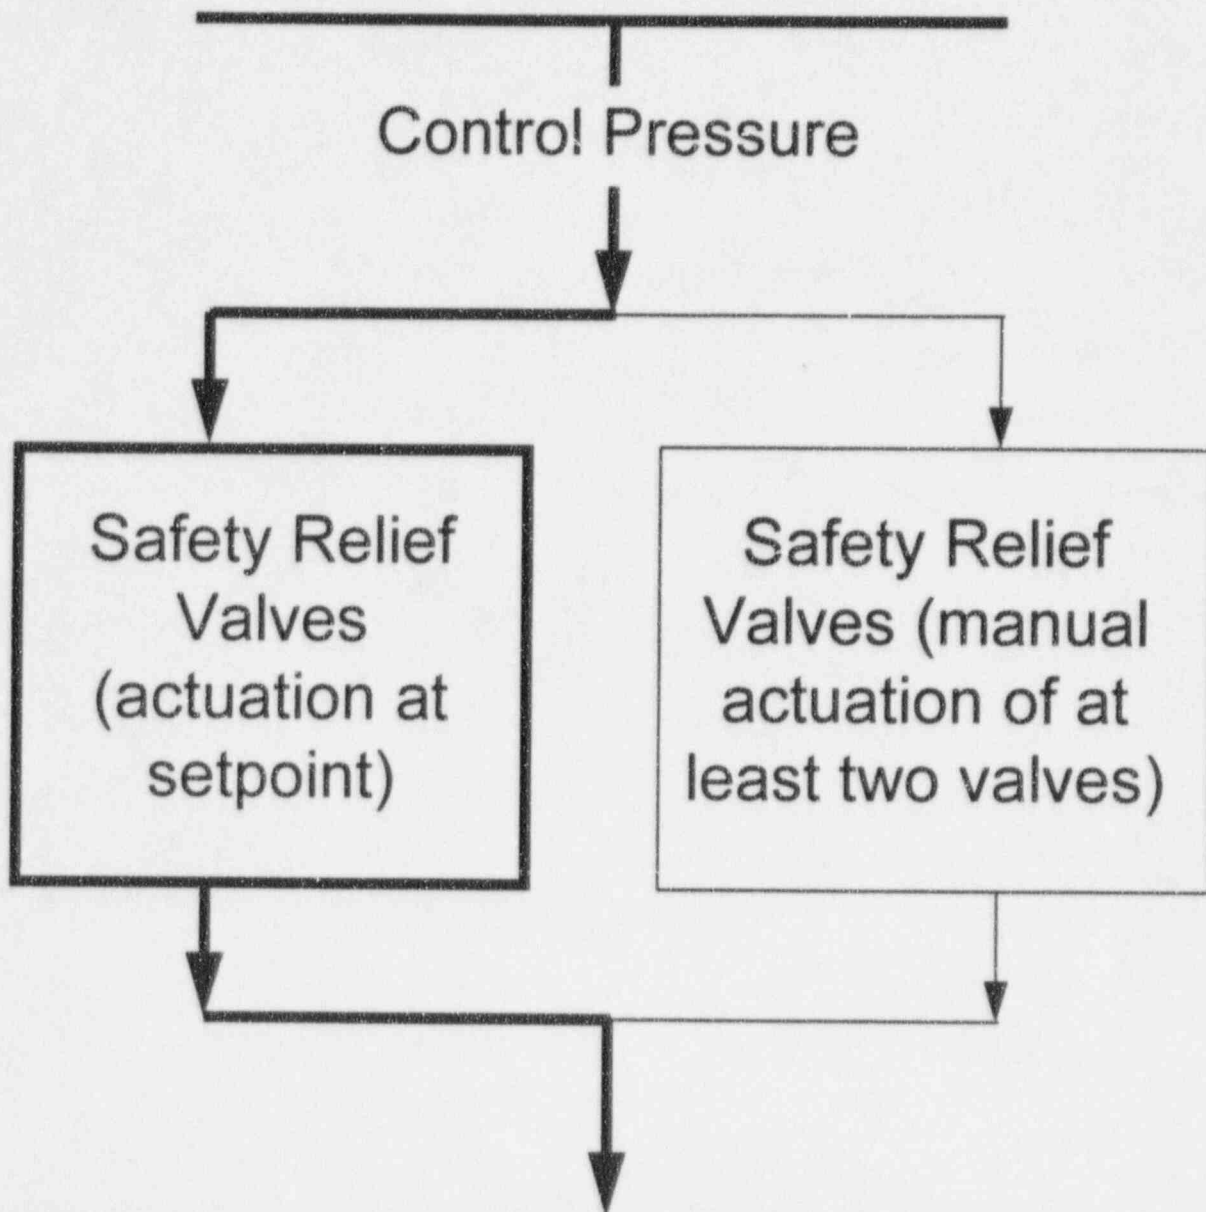 Control Pressure
Safety Relief
Valves
(actuation at
setpoint)
Safety Relief
Valves (manual
actuation of at
least two valves)